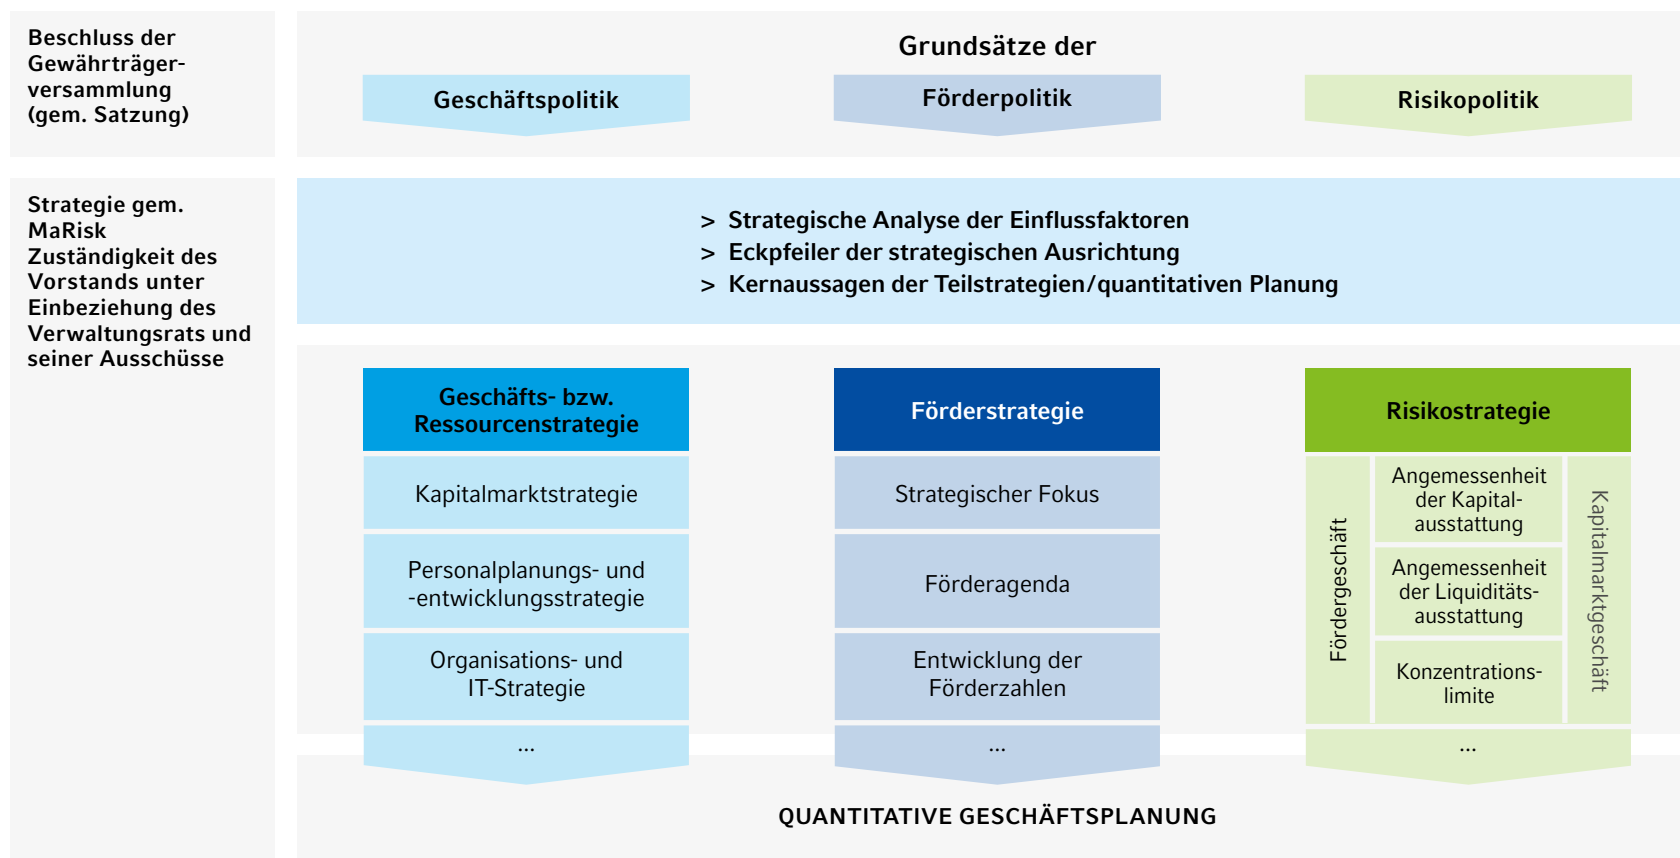 Beschluss der
Gewährträger-
versammlung
(gem. Satzung)
Grundsätze der
Geschäftspolitik
Förderpolitik
Risikopolitik
Strategie gem.
MaRisk
Zuständigkeit des
Vorstands unter
Einbeziehung des
Verwaltungsrats und
seiner Ausschüsse
> Strategische Analyse der Einflussfaktoren
> Eckpfeiler der strategischen Ausrichtung
> Kernaussagen der Teilstrategien/quantitativen Planung
Geschäfts- bzw.
Ressourcenstrategie
Kapitalmarktstrategie
Personalplanungs- und
-entwicklungsstrategie
Organisations- und
IT-Strategie
...
Förderstrategie
Strategischer Fokus
Förderagenda
Entwicklung der
Förderzahlen
...
Risikostrategie
Fördergeschäft
Angemessenheit
der Kapital-
ausstattung
Angemessenheit
der Liquiditäts-
ausstattung
Konzentrations-
limite
Kapitalmarktgeschäft
...
QUANTITATIVE GESCHÄFTSPLANUNG